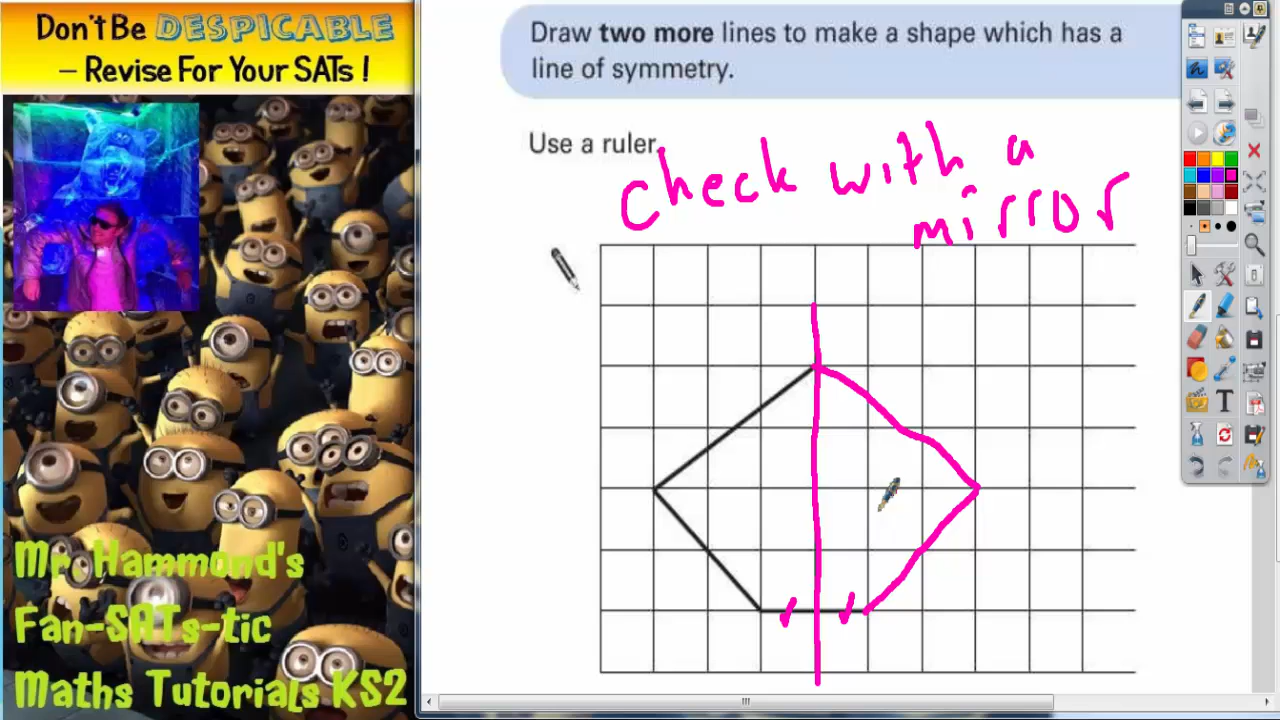 Don't Be DESPICABLE
– Revise For Your SATs !
Draw two more lines to make a shape which has a
line of symmetry.
Use a ruler.
check with a
mirror
Mr. Hammond's
Fan-SATs-tic
Maths Tutorials KS2